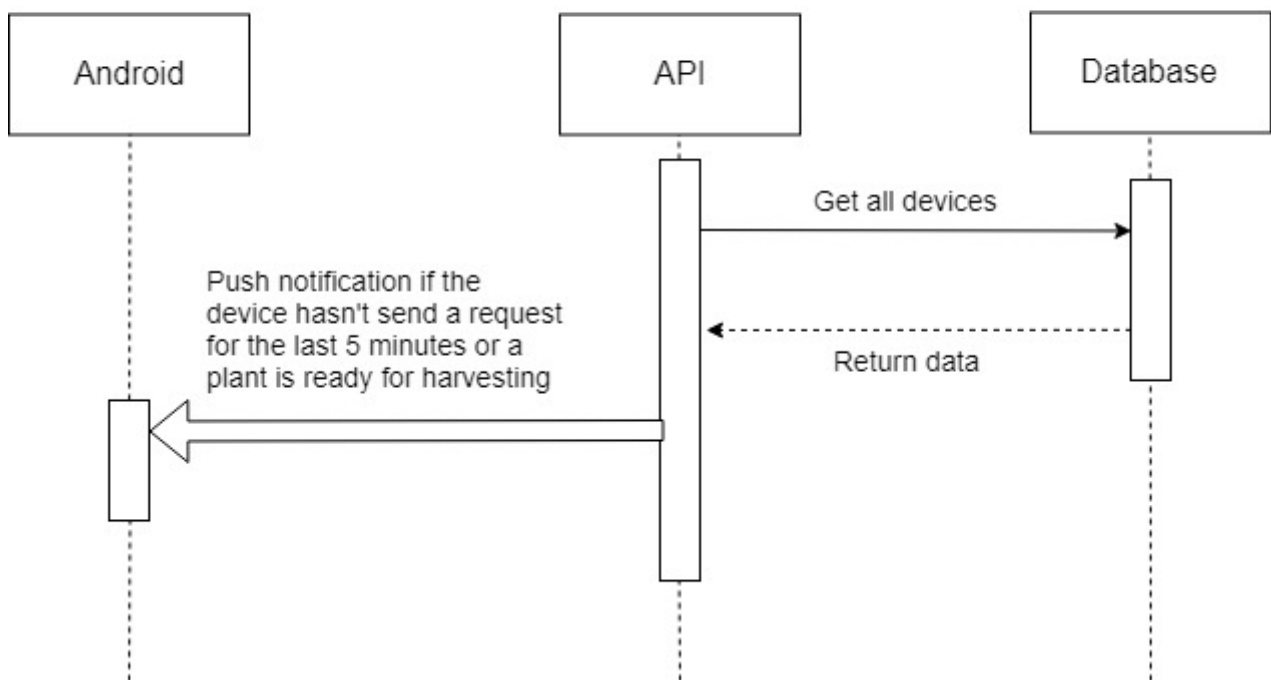 Android
API
Database
Get all devices
Push notification if the
device hasn't send a request
for the last 5 minutes or a
plant is ready for harvesting
Return data